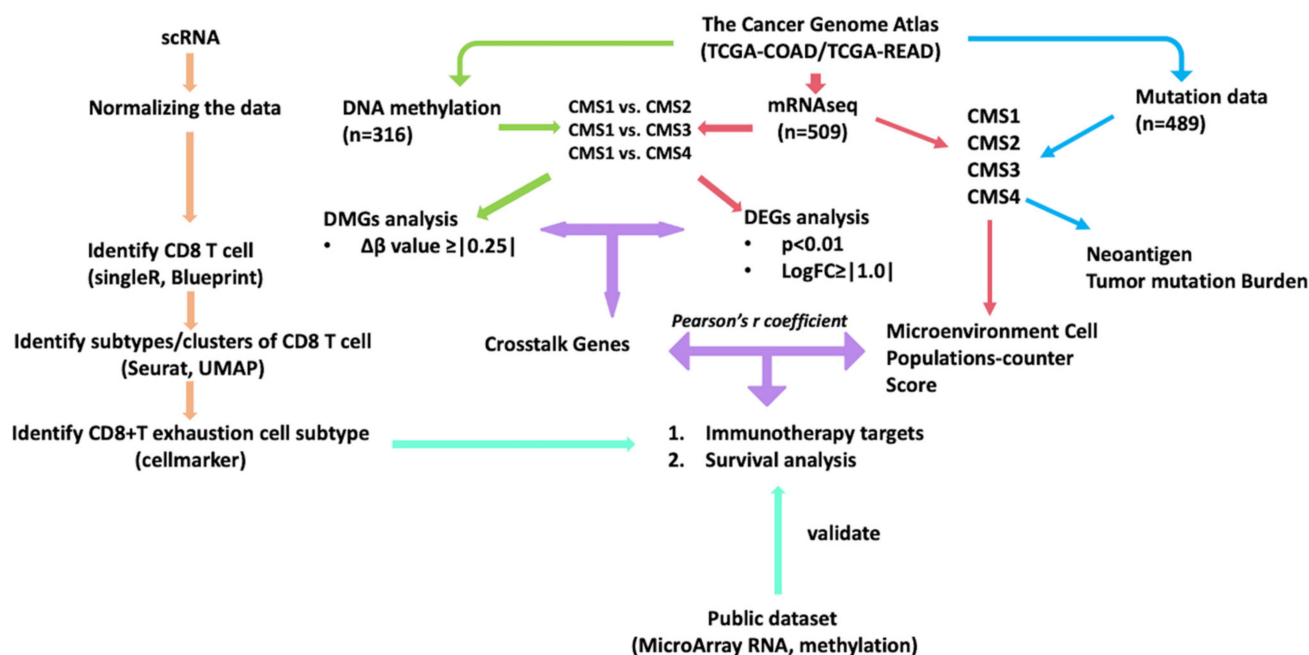 scRNA
Normalizing the data
Identify CD8 T cell
(singleR, Blueprint)
Identify subtypes/clusters of CD8 T cell
(Seurat, UMAP)
Identify CD8+T exhaustion cell subtype
(cellmarker)
The Cancer Genome Atlas
(TCGA-COAD/TCGA-READ)
DNA methylation
(n=316)
CMS1 vs. CMS2
CMS1 vs. CMS3
CMS1 vs. CMS4
mRNAseq
(n=509)
CMS1
CMS2
CMS3
CMS4
Mutation data
(n=489)
DMGs analysis
• Δβ value ≥|0.25|
DEGs analysis
• p<0.01
• LogFC≥|1.0|
Neoantigen
Tumor mutation Burden
Crosstalk Genes
Pearson's r coefficient
Microenvironment Cell
Populations-counter
Score
1. Immunotherapy targets
2. Survival analysis
validate
Public dataset
(MicroArray RNA, methylation)